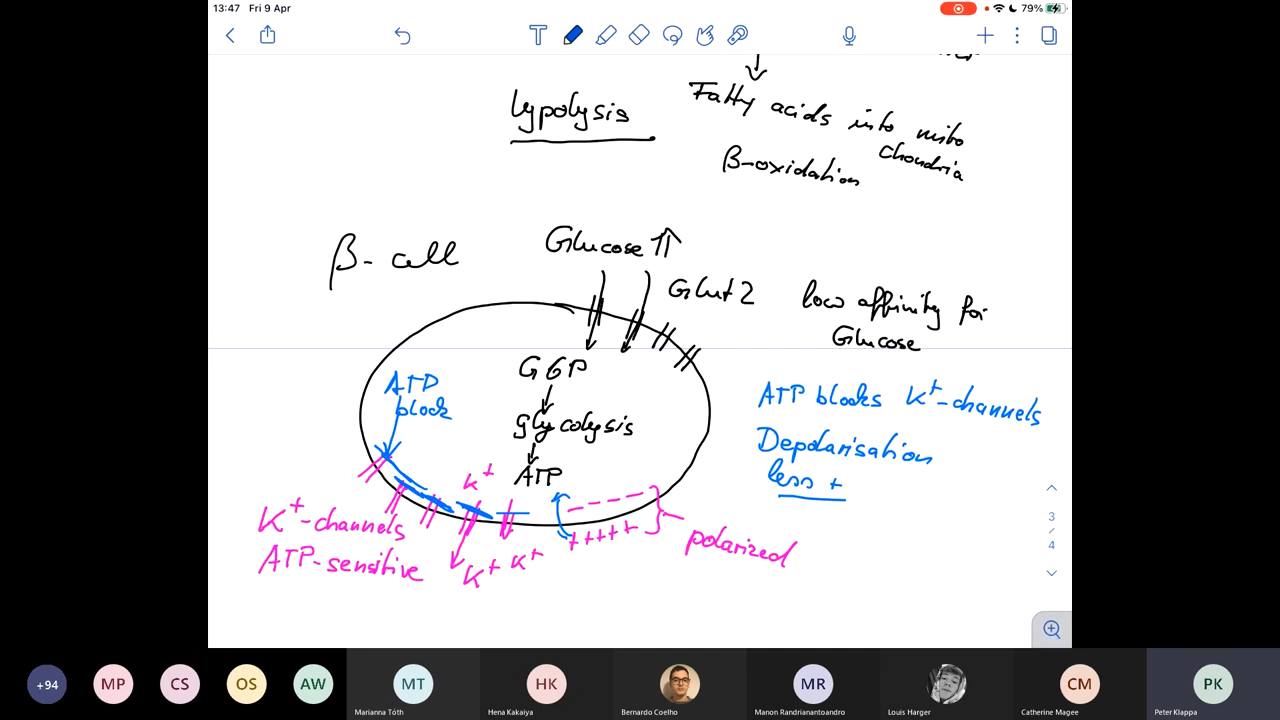 13:47 Fri 9 Apr
79%
T
Fatty acids into mito
chondria
lypolysis
β-oxidation
β-cell
Glucose ⇈
Glut 2
low affinity for
Glucose
G6P
ATP
block
glycolysis
ATP
ATP blocks K+-channels
Depolarisation
less +
K+
K+-channels
ATP-sensitive
K+ K+
- - - - -
+++++
polarized
3
/
4
+94
MP
CS
OS
AW
MT
HK
MR
CM
PK
Marianna Tóth
Hena Kakaiya
Bernardo Coelho
Manon Randrianantoandro
Louis Harger
Catherine Magee
Peter Klappa